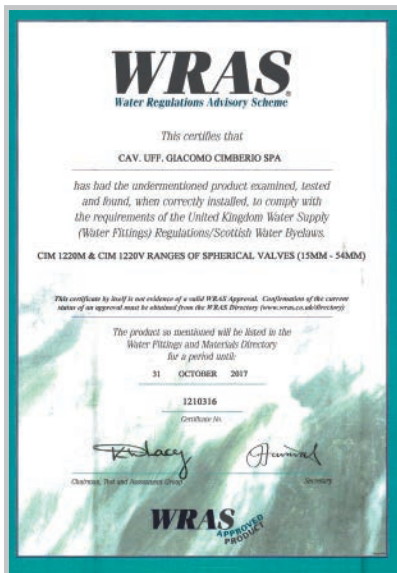 WRAS®
Water Regulations Advisory Scheme
This certifies that
CAV. UFF. GIACOMO CIMBERIO SPA
has had the undermentioned product examined, tested
and found, when correctly installed, to comply with
the requirements of the United Kingdom Water Supply
(Water Fittings) Regulations/Scottish Water Byelaws.
CIM 1220M & CIM 1220V RANGES OF SPHERICAL VALVES (15MM - 54MM)
This certificate by itself is not evidence of a valid WRAS Approval. Confirmation of the current
status of an approval must be obtained from the WRAS Directory (www.wras.co.uk/directory)
The product so mentioned will be listed in the
Water Fittings and Materials Directory
for a period until:
31 OCTOBER 2017
1210316
Certificate No.
Chairman, Test and Assessment Group
Secretary
WRAS
APPROVED
PRODUCT